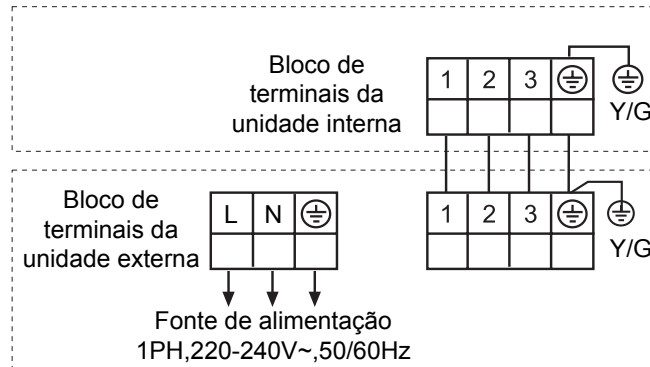 Bloco de
terminais da
unidade interna
1 2 3
Y/G
Bloco de
terminais da
unidade externa
L N
1 2 3
Y/G
Fonte de alimentação
1PH,220-240V~,50/60Hz